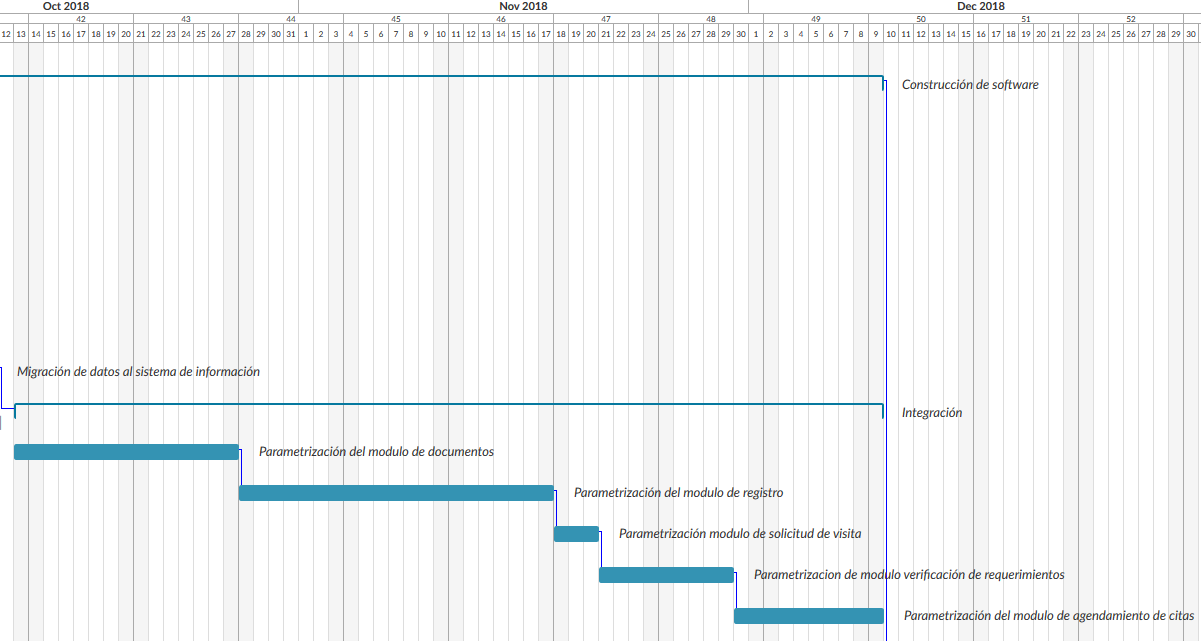 Oct 2018 Nov 2018 Dec 2018
42 43 44 45 46 47 48 49 50 51 52
12 13 14 15 16 17 18 19 20 21 22 23 24 25 26 27 28 29 30 31 1 2 3 4 5 6 7 8 9 10 11 12 13 14 15 16 17 18 19 20 21 22 23 24 25 26 27 28 29 30 1 2 3 4 5 6 7 8 9 10 11 12 13 14 15 16 17 18 19 20 21 22 23 24 25 26 27 28 29 30
Construcción de software
Migración de datos al sistema de información
Integración
Parametrización del modulo de documentos
Parametrización del modulo de registro
Parametrización modulo de solicitud de visita
Parametrizacion de modulo verificación de requerimientos
Parametrización del modulo de agendamiento de citas